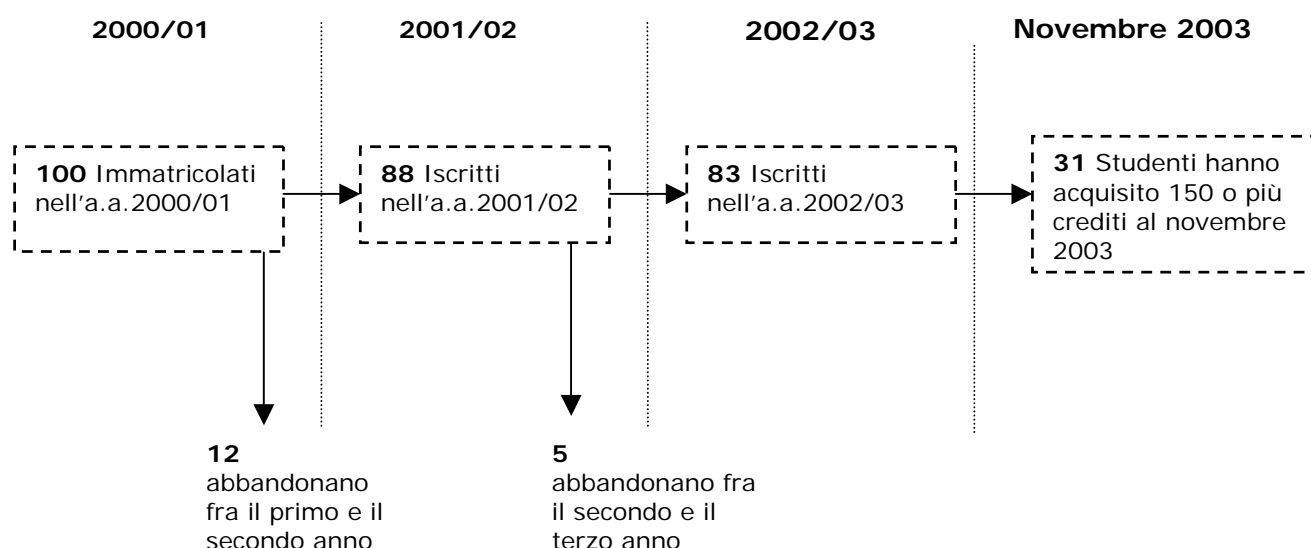 2000/01
2001/02
2002/03
Novembre 2003
100 Immatricolati
nell'a.a.2000/01
88 Iscritti
nell'a.a.2001/02
83 Iscritti
nell'a.a.2002/03
31 Studenti hanno
acquisito 150 o più
crediti al novembre
2003
12
abbandonano
fra il primo e il
secondo anno
5
abbandonano fra
il secondo e il
terzo anno